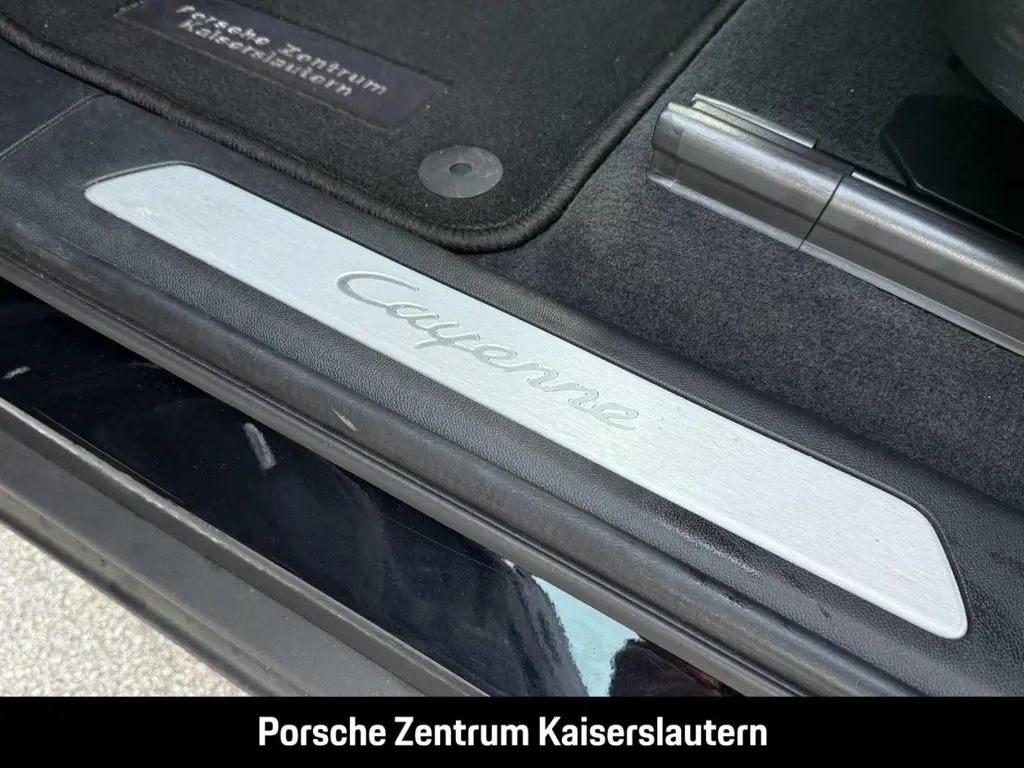 Porsche Zentrum
Kaiserslautern
Cayenne
Porsche Zentrum Kaiserslautern